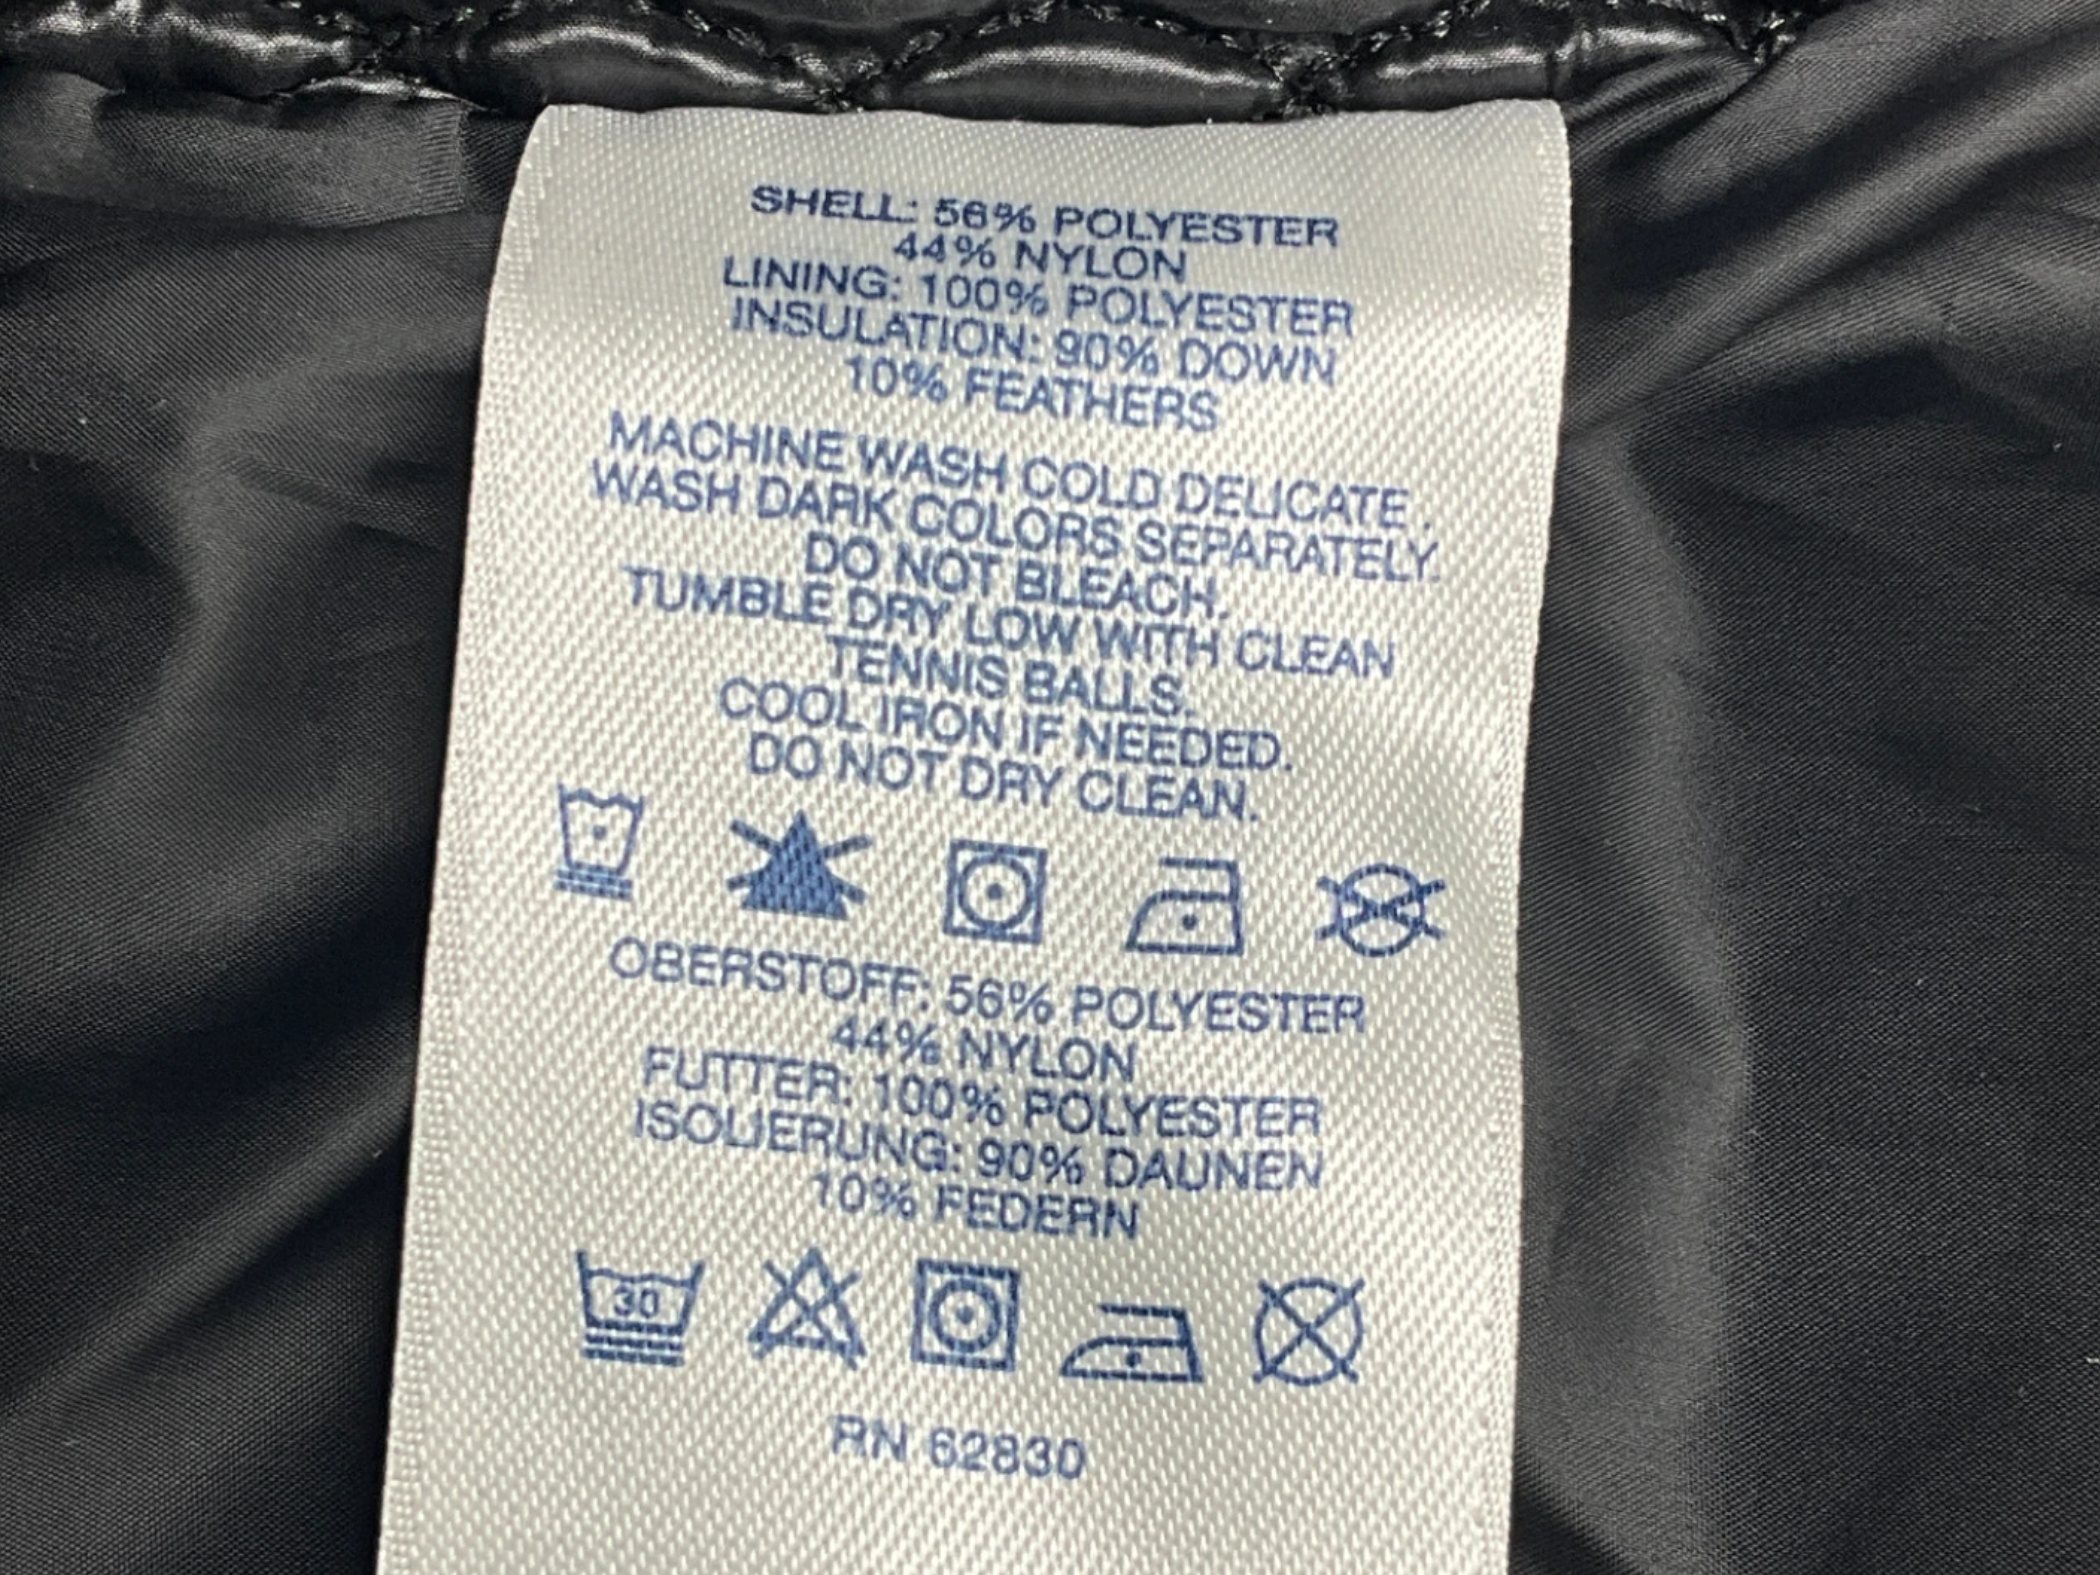 SHELL: 56% POLYESTER
44% NYLON
LINING: 100% POLYESTER
INSULATION: 90% DOWN
10% FEATHERS
MACHINE WASH COLD DELICATE.
WASH DARK COLORS SEPARATELY.
DO NOT BLEACH.
TUMBLE DRY LOW WITH CLEAN
TENNIS BALLS.
COOL IRON IF NEEDED.
DO NOT DRY CLEAN.
OBERSTOFF: 56% POLYESTER
44% NYLON
FUTTER: 100% POLYESTER
ISOLIERUNG: 90% DAUNEN
10% FEDERN
30
RN 62830